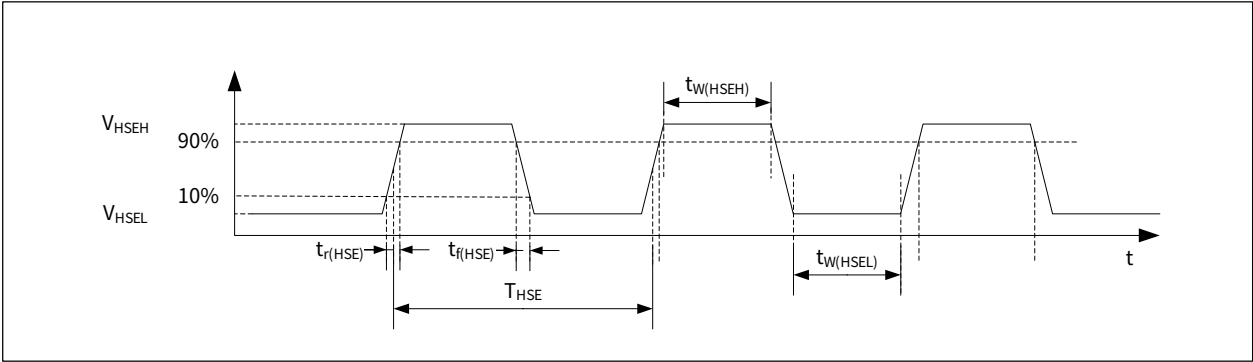 tW(HSEH)
VHSEH
90%
10%
VHSEL
tr(HSE)
tf(HSE)
tW(HSEL)
t
THSE